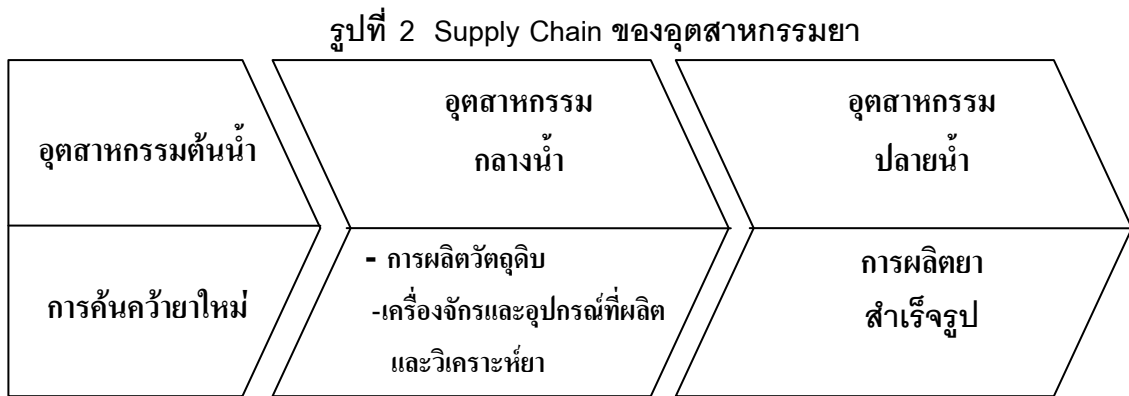 รูปที่ 2 Supply Chain ของอุตสาหกรรมยา
อุตสาหกรรมต้นน้ำ
อุตสาหกรรม
กลางน้ำ
อุตสาหกรรม
ปลายน้ำ
การค้นคว้ายาใหม่
- การผลิตวัตถุดิบ
-เครื่องจักรและอุปกรณ์ที่ผลิต
และวิเคราะห์ยา
การผลิตยา
สำเร็จรูป